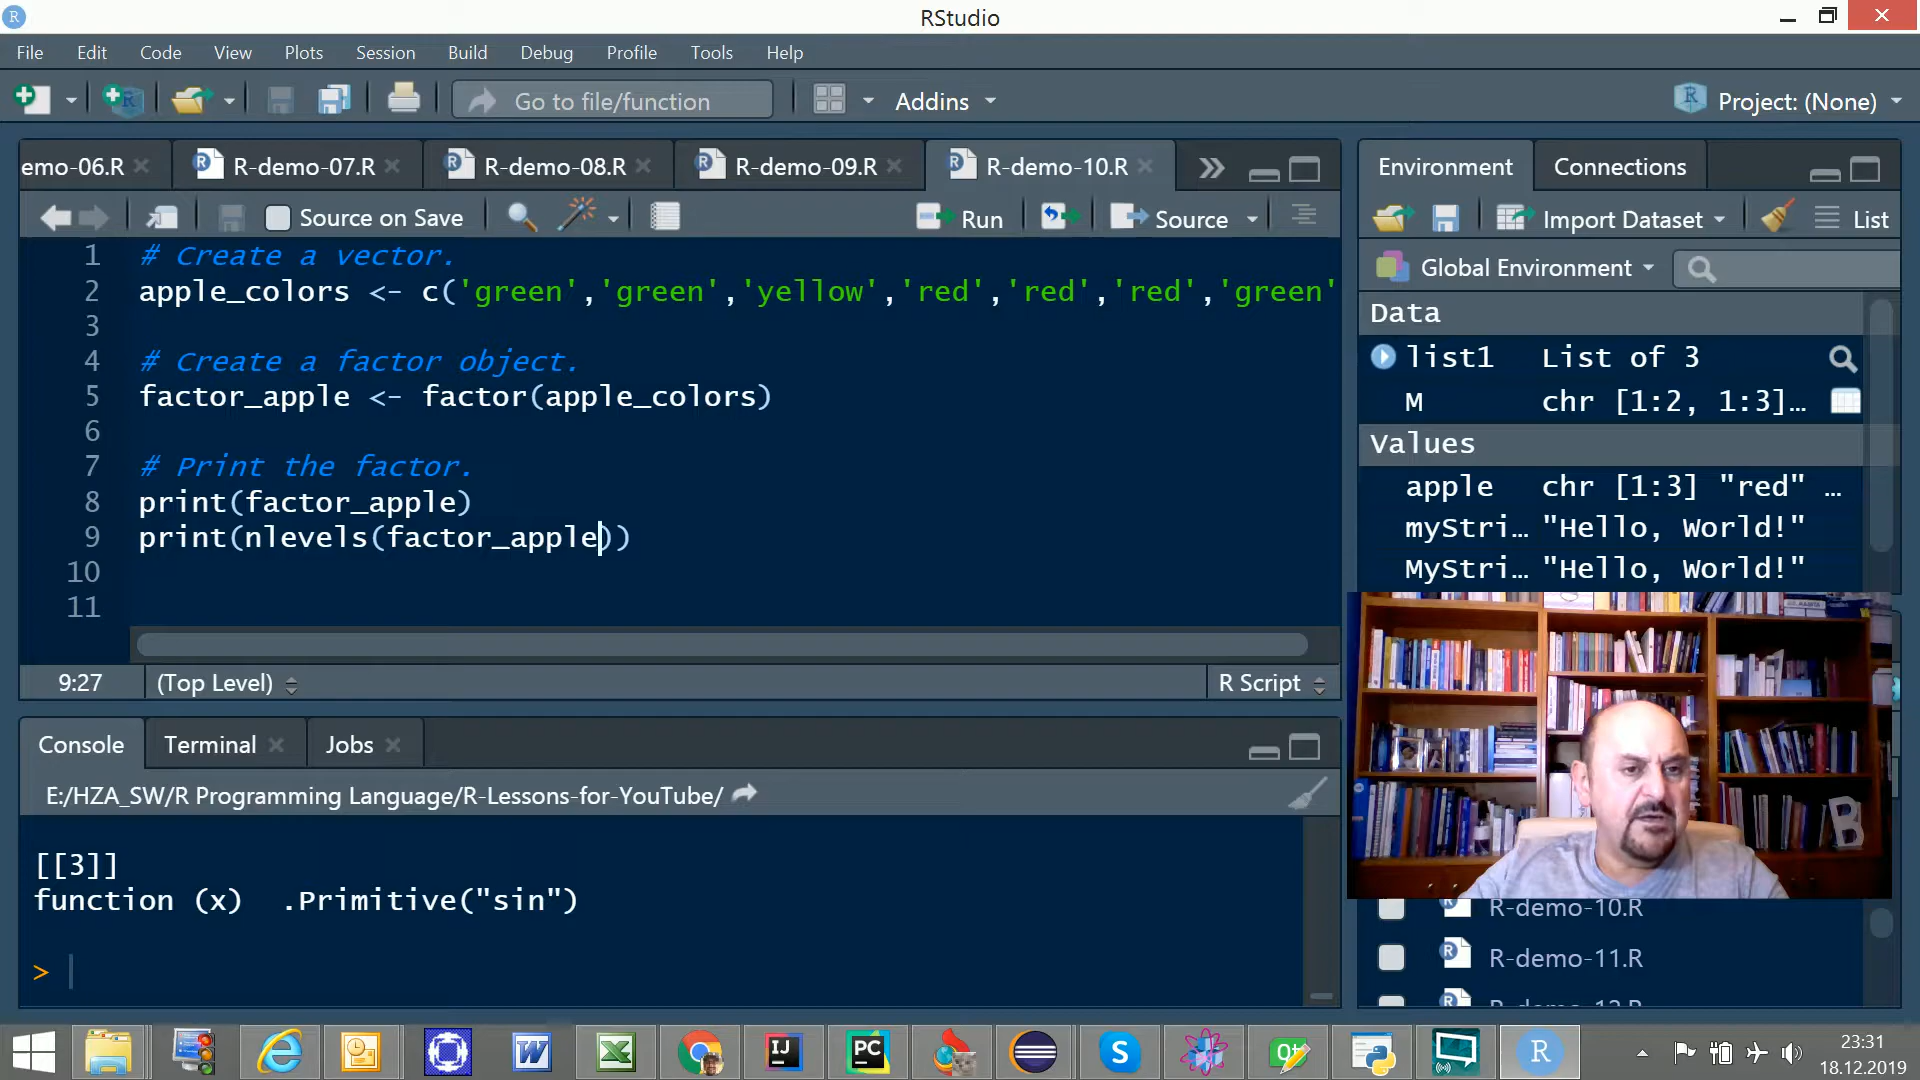 RStudio
File Edit Code View Plots Session Build Debug Profile Tools Help
Go to file/function
Addins
Project: (None)
emo-06.R
R-demo-07.R
R-demo-08.R
R-demo-09.R
R-demo-10.R
Source on Save
Run
Source
1 # Create a vector.
2 apple_colors <- c('green','green','yellow','red','red','red','green'
3
4 # Create a factor object.
5 factor_apple <- factor(apple_colors)
6
7 # Print the factor.
8 print(factor_apple)
9 print(nlevels(factor_apple))
10
11
9:27 (Top Level) R Script
Console Terminal Jobs
E:/HZA_SW/R Programming Language/R-Lessons-for-YouTube/
[[3]]
function (x) .Primitive("sin")
>
Environment Connections
Import Dataset List
Global Environment
Data
list1 List of 3
M chr [1:2, 1:3]…
Values
apple chr [1:3] "red" …
myStri… "Hello, World!"
MyStri… "Hello, World!"
R-demo-10.R
R-demo-11.R
23:31
18.12.2019